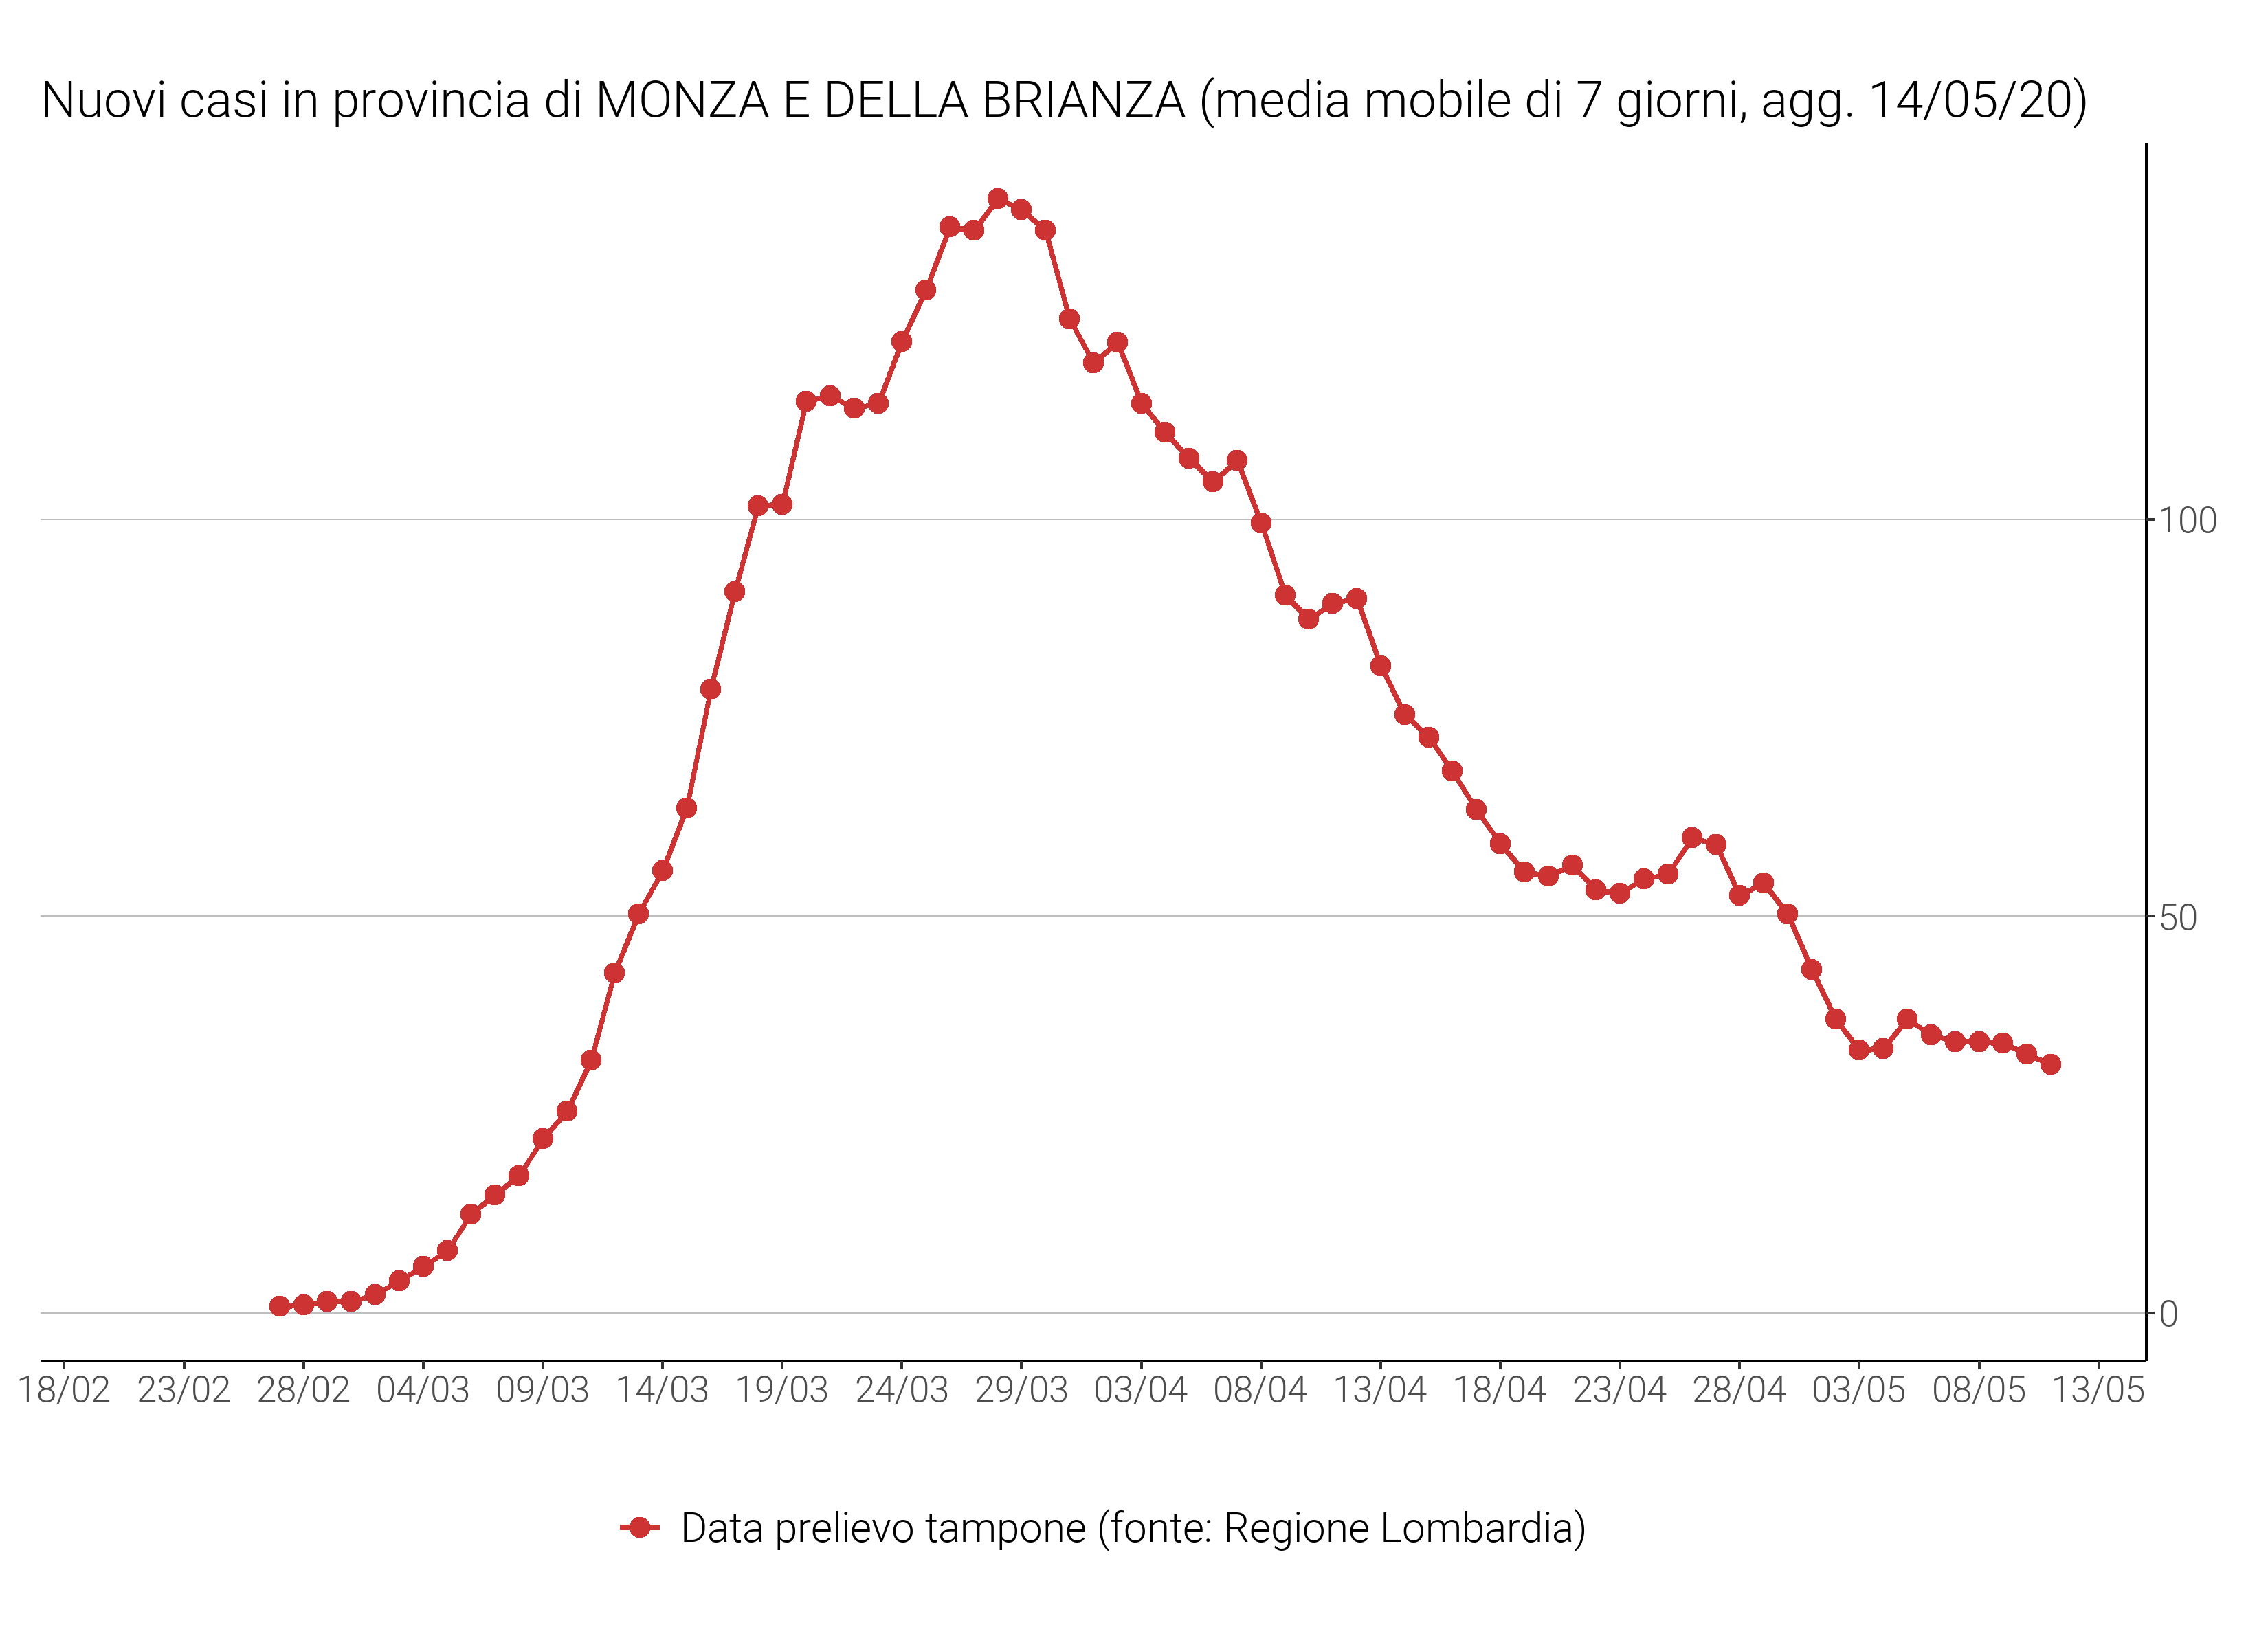 Nuovi casi in provincia di MONZA E DELLA BRIANZA (media mobile di 7 giorni, agg. 14/05/20)
100
50
0
18/02 23/02 28/02 04/03 09/03 14/03 19/03 24/03 29/03 03/04 08/04 13/04 18/04 23/04 28/04 03/05 08/05 13/05
Data prelievo tampone (fonte: Regione Lombardia)